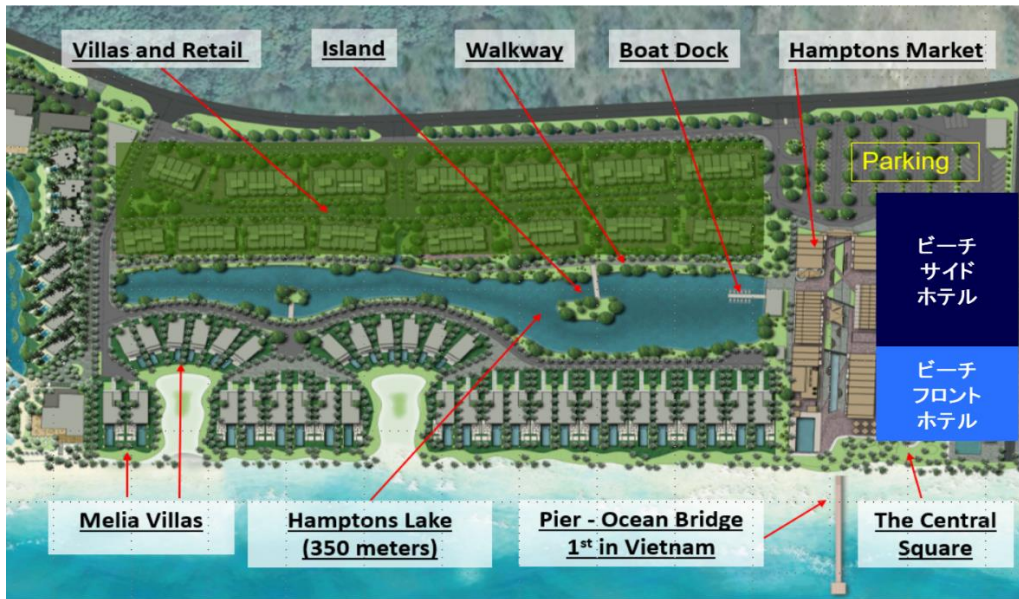 Villas and Retail
Island
Walkway
Boat Dock
Hamptons Market
Parking
ビーチ
サイド
ホテル
ビーチ
フロント
ホテル
Melia Villas
Hamptons Lake
(350 meters)
Pier - Ocean Bridge
1st in Vietnam
The Central
Square